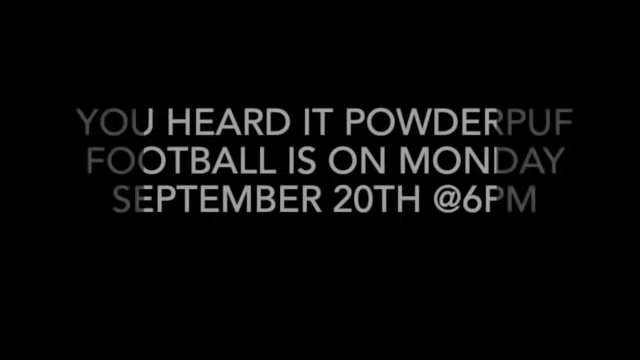 YOU HEARD IT POWDERPUF
FOOTBALL IS ON MONDAY
SEPTEMBER 20TH @6PM